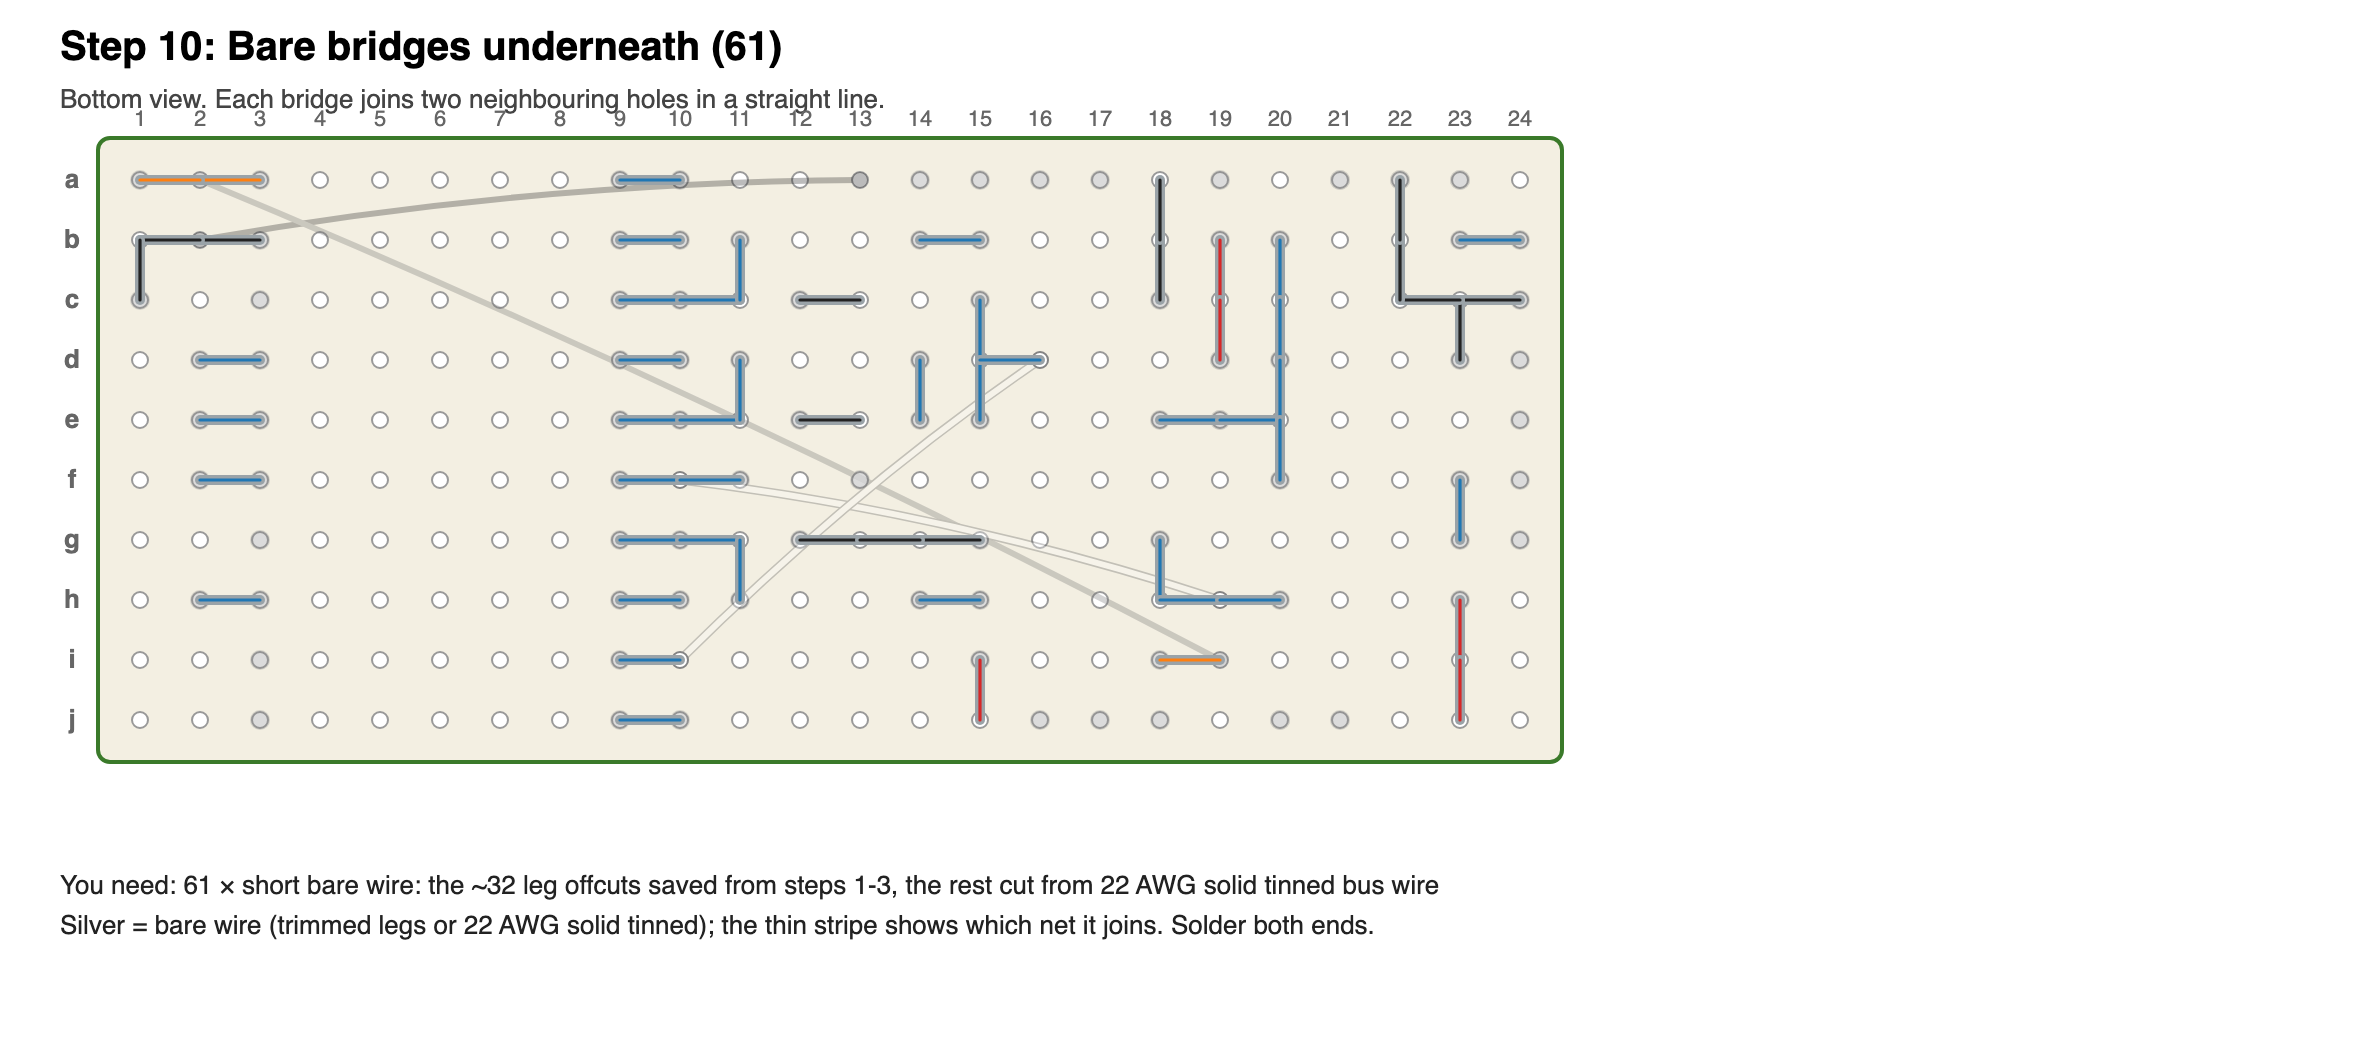 Step 10: Bare bridges underneath (61)
Bottom view. Each bridge joins two neighbouring holes in a straight line.
1 2 3 4 5 6 7 8 9 10 11 12 13 14 15 16 17 18 19 20 21 22 23 24
a
b
c
d
e
f
g
h
i
j
You need: 61 × short bare wire: the ~32 leg offcuts saved from steps 1-3, the rest cut from 22 AWG solid tinned bus wire
Silver = bare wire (trimmed legs or 22 AWG solid tinned); the thin stripe shows which net it joins. Solder both ends.